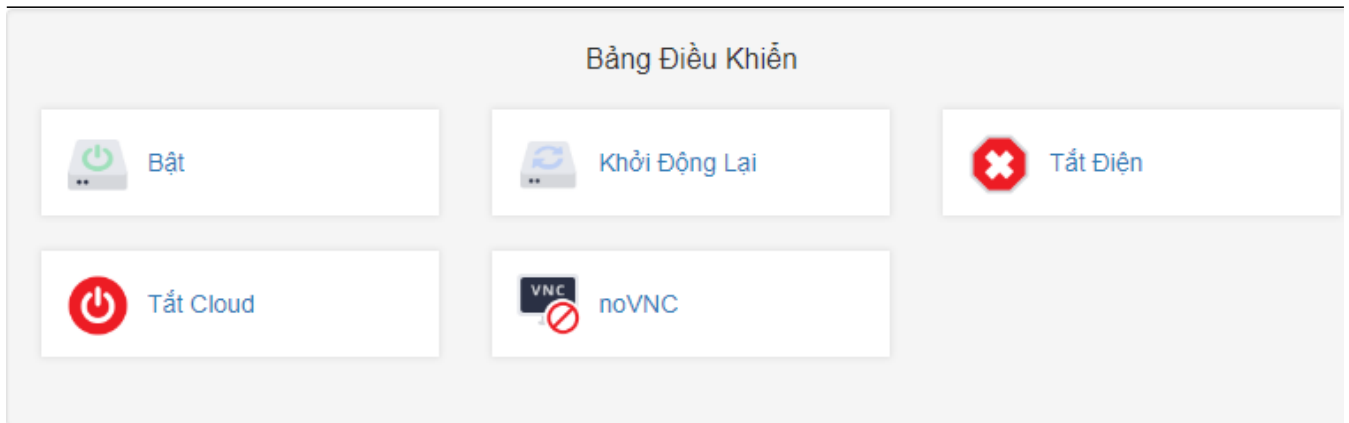 Bảng Điều Khiển
Bật
Khởi Động Lại
Tắt Điện
Tắt Cloud
VNC
noVNC